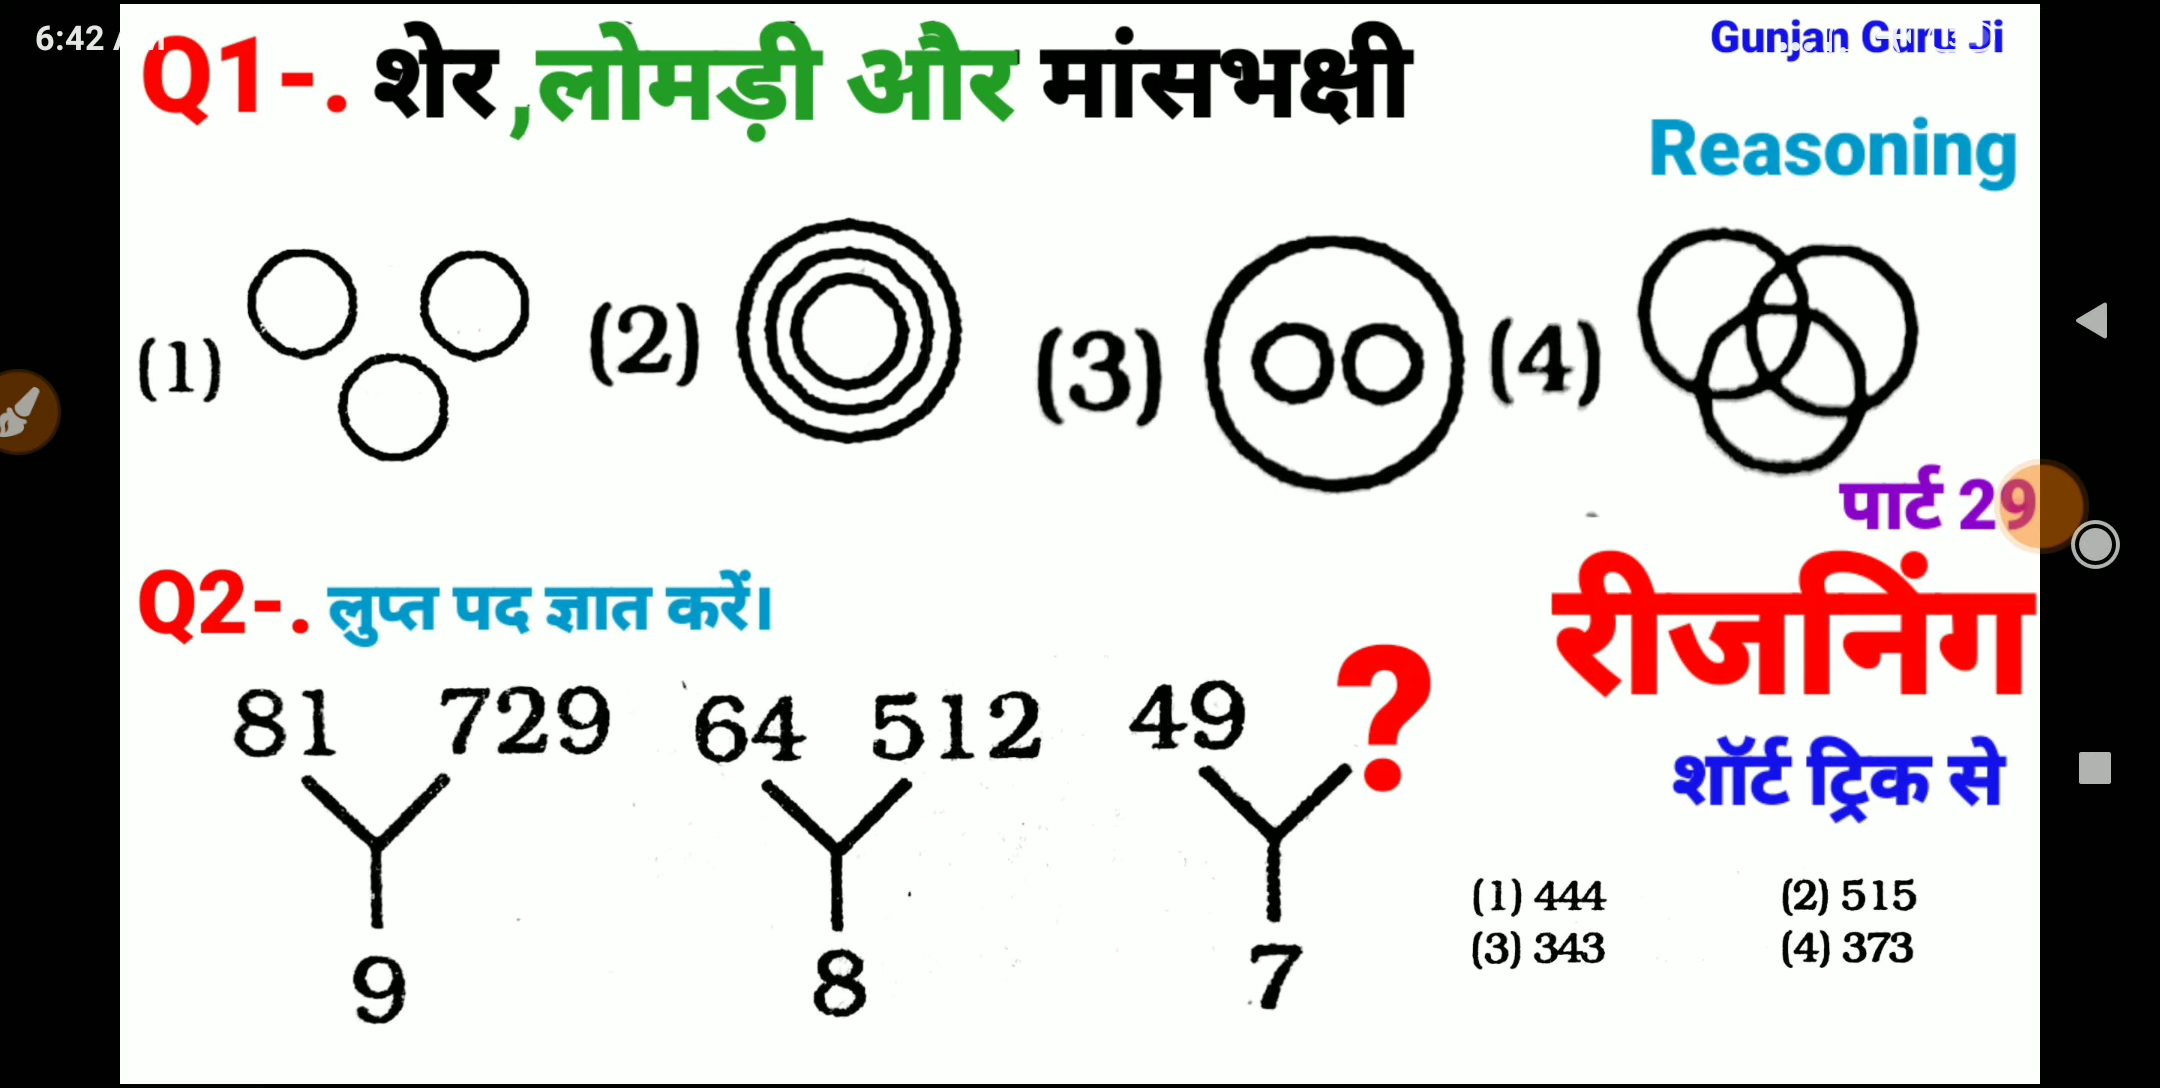 6:42 AM
Q1-. शेर ,लोमड़ी और मांसभक्षी
Gunjan Guru Ji
Reasoning
(1) (2) (3) (4)
पार्ट 29
Q2-. लुप्त पद ज्ञात करें।
रीजनिंग
81 729 64 512 49 ?
शॉर्ट ट्रिक से
9 8 7
(1) 444 (2) 515
(3) 343 (4) 373